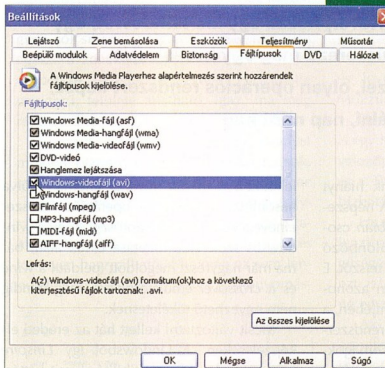 Beállítások
Lejátszó Zene bemásolása Eszközök Teljesítmény Műsortár
Beépülő modulok Adatvédelem Biztonság Fájltípusok DVD Hálózat
A Windows Media Playerhez alapértelmezés szerint hozzárendelt
fájltípusok kijelölése.
Fájltípusok:
Windows Media-fájl (asf)
Windows Media-hangfájl (wma)
Windows Media-videofájl (wmv)
DVD-videó
Hanglemez lejátszása
Windows-videofájl (avi)
Windows-hangfájl (wav)
Filmfájl (mpeg)
MP3-hangfájl (mp3)
MIDI-fájl (midi)
AIFF-hangfájl (aiff)
Leírás:
A(z) Windows-videofájl (avi) formátum(ok)hoz a következő
kiterjesztésű fájlok tartoznak: .avi.
Az összes kijelölése
OK Mégse Alkalmaz Súgó